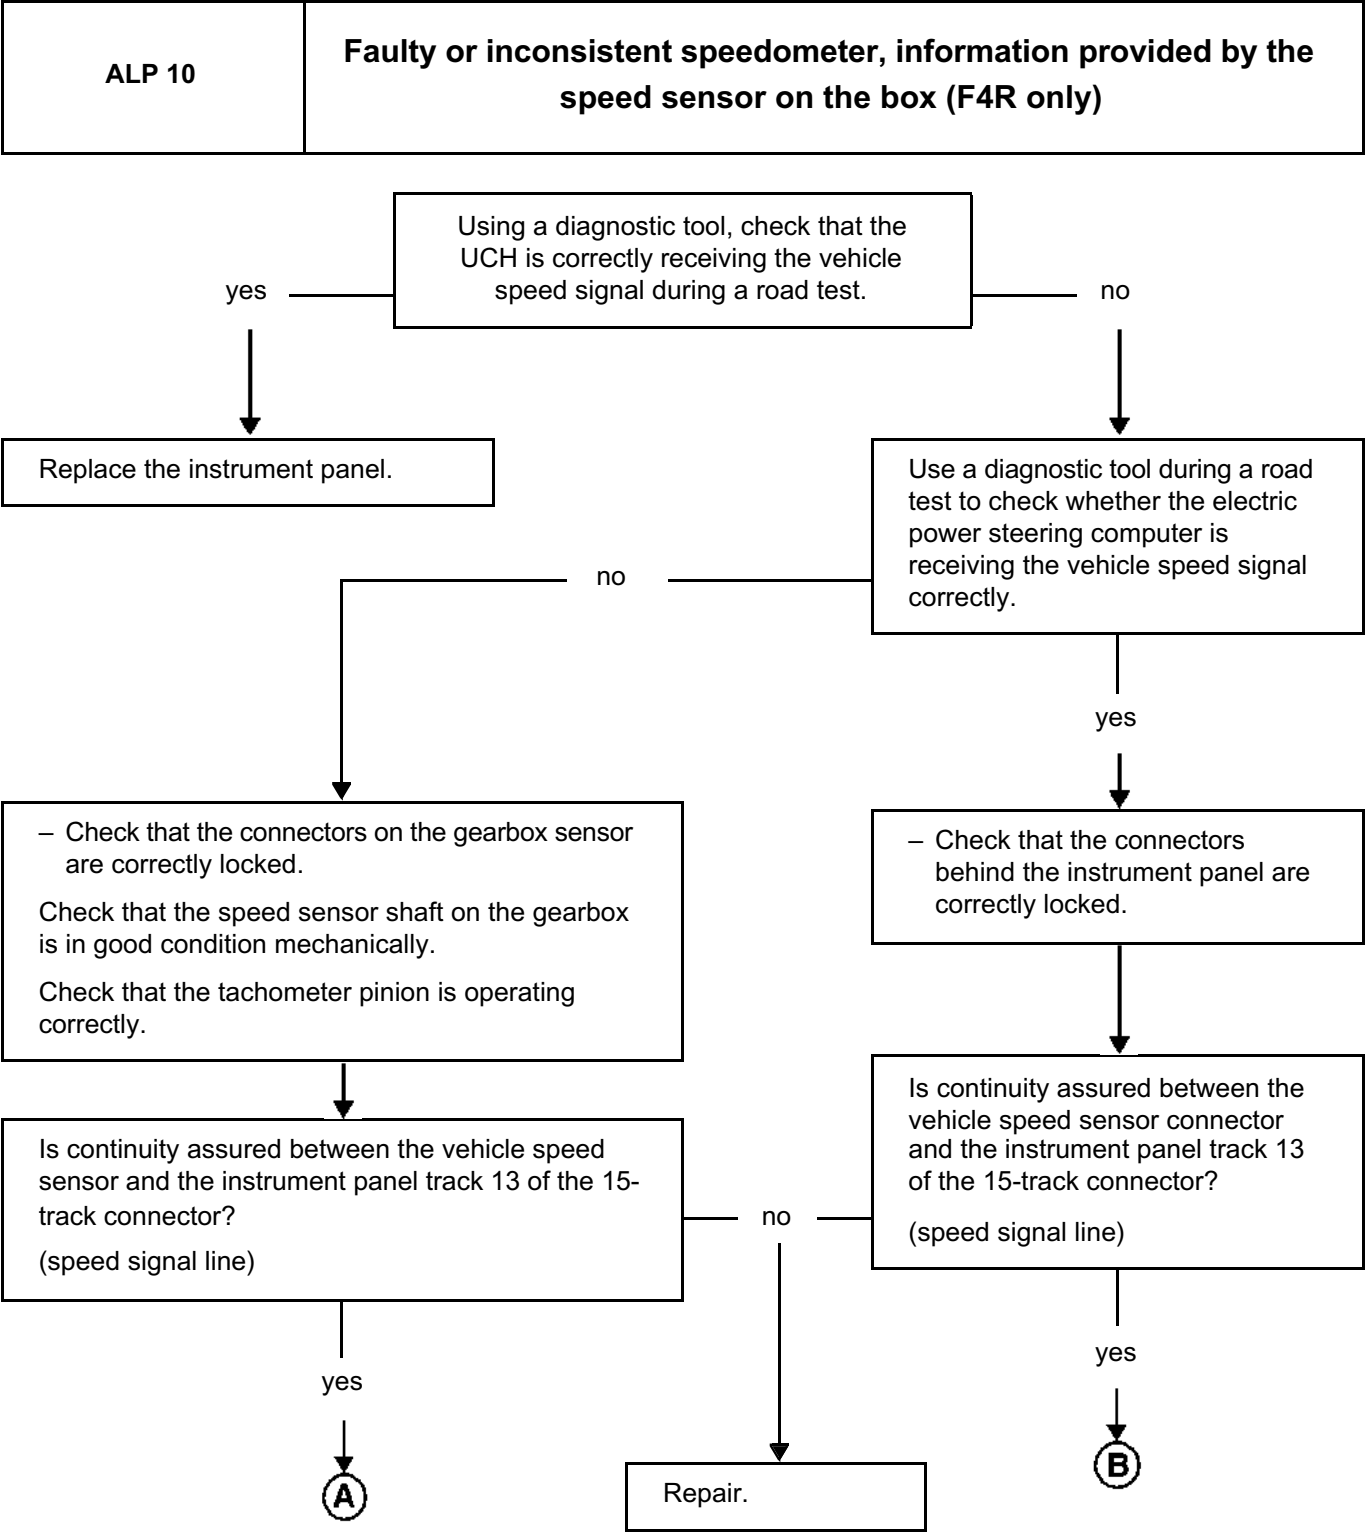 ALP 10
Faulty or inconsistent speedometer, information provided by the
speed sensor on the box (F4R only)
Using a diagnostic tool, check that the
UCH is correctly receiving the vehicle
speed signal during a road test.
yes
no
Replace the instrument panel.
Use a diagnostic tool during a road
test to check whether the electric
power steering computer is
receiving the vehicle speed signal
correctly.
no
yes
– Check that the connectors on the gearbox sensor
are correctly locked.
Check that the speed sensor shaft on the gearbox
is in good condition mechanically.
Check that the tachometer pinion is operating
correctly.
– Check that the connectors
behind the instrument panel are
correctly locked.
Is continuity assured between the vehicle speed
sensor and the instrument panel track 13 of the 15-
track connector?
(speed signal line)
no
Is continuity assured between the
vehicle speed sensor connector
and the instrument panel track 13
of the 15-track connector?
(speed signal line)
yes
yes
A
Repair.
B